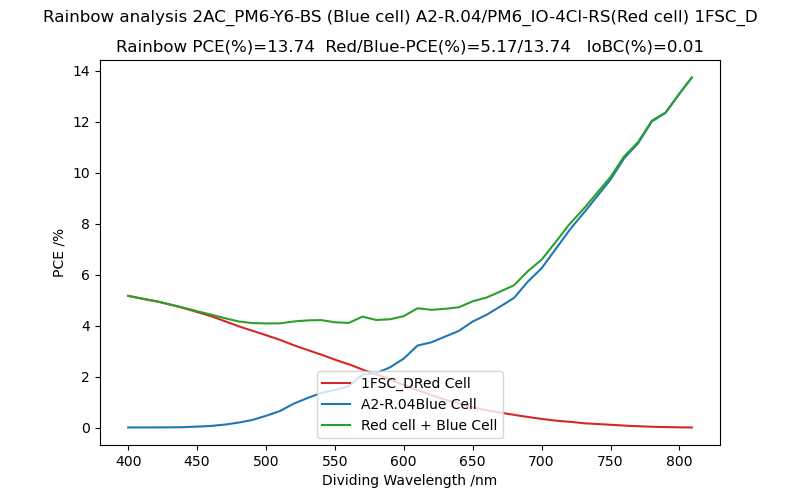 Rainbow analysis 2AC_PM6-Y6-BS (Blue cell) A2-R.04/PM6_IO-4Cl-RS(Red cell) 1FSC_D
Rainbow PCE(%)=13.74  Red/Blue-PCE(%)=5.17/13.74   IoBC(%)=0.01
14
12
10
8
6
4
2
0
PCE /%
1FSC_DRed Cell
A2-R.04Blue Cell
Red cell + Blue Cell
400 450 500 550 600 650 700 750 800
Dividing Wavelength /nm